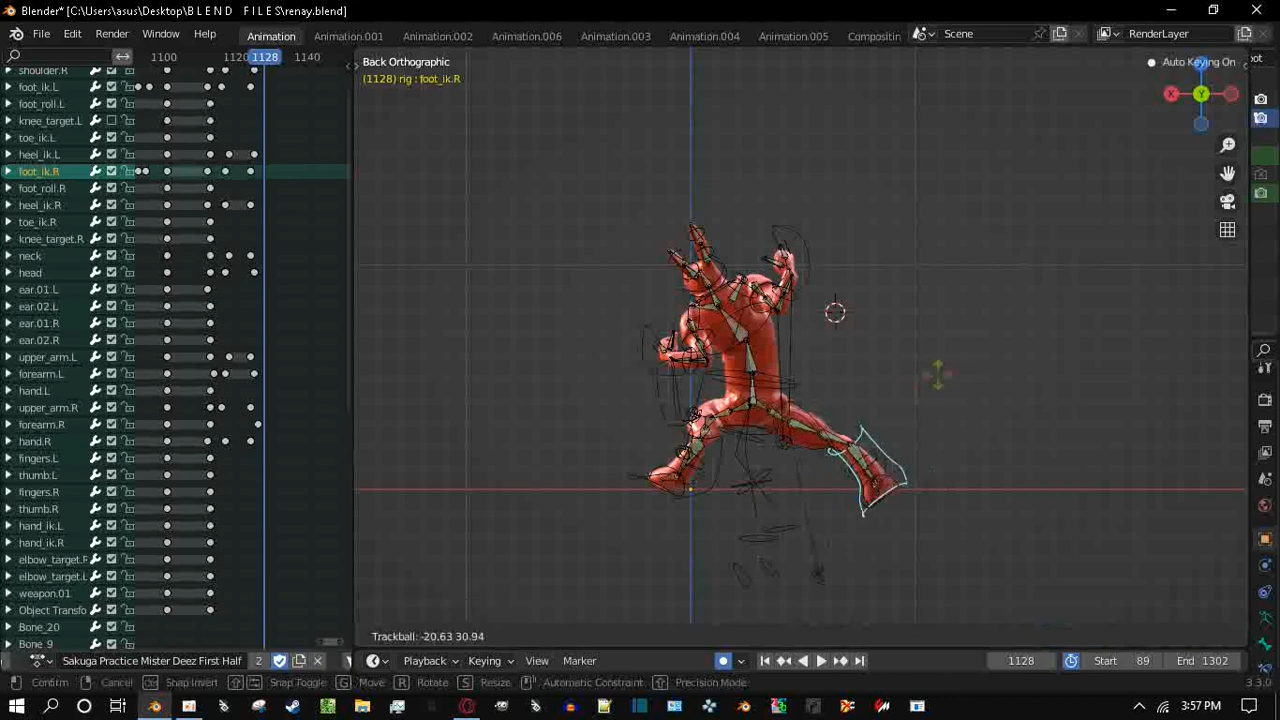 Blender* [C:\Users\asus\Desktop\B L E N D   F I L E S\renay.blend]
File Edit Render Window Help Animation Animation.001 Animation.002 Animation.006 Animation.003 Animation.004 Animation.005 Compositin Scene RenderLayer
1100 1120 1128 1140
Back Orthographic
(1128) rig : foot_ik.R
Auto Keying On
X Y
shoulder.R
foot_ik.L
foot_roll.L
knee_target.L
toe_ik.L
heel_ik.L
foot_ik.R
foot_roll.R
heel_ik.R
toe_ik.R
knee_target.R
neck
head
ear.01.L
ear.02.L
ear.01.R
ear.02.R
upper_arm.L
forearm.L
hand.L
upper_arm.R
forearm.R
hand.R
fingers.L
thumb.L
fingers.R
thumb.R
hand_ik.L
hand_ik.R
elbow_target.R
elbow_target.L
weapon.01
Object Transfo
Bone_20
Bone_9
Trackball: -20.63 30.94
Sakuga Practice Mister Deez First Half 2 Playback Keying View Marker 1128 Start 89 End 1302
Confirm Cancel Snap Invert Snap Toggle G Move R Rotate S Resize Automatic Constraint Precision Mode 3.3.0
3:57 PM